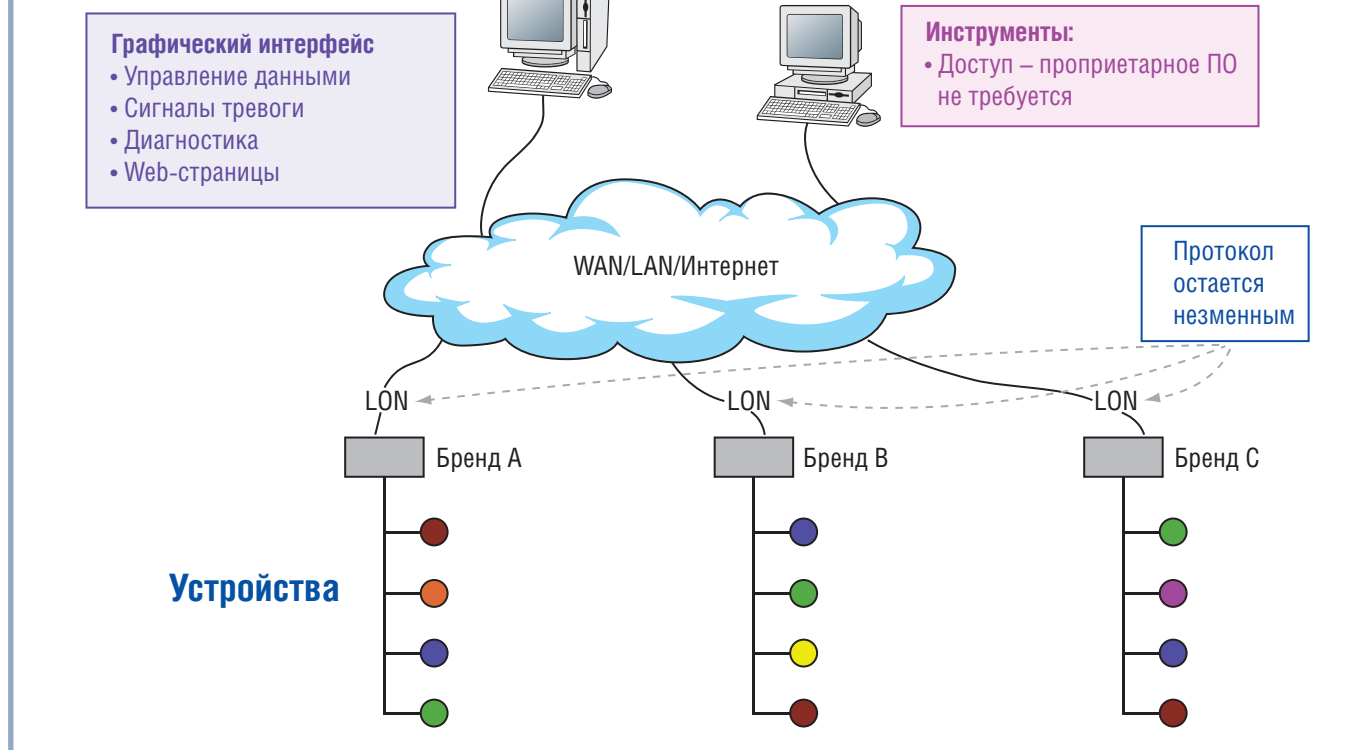 Графический интерфейс
• Управление данными
• Сигналы тревоги
• Диагностика
• Web-страницы
Инструменты:
• Доступ – проприетарное ПО
не требуется
WAN/LAN/Интернет
Протокол
остается
незменным
LON
LON
LON
Бренд A
Бренд B
Бренд C
Устройства